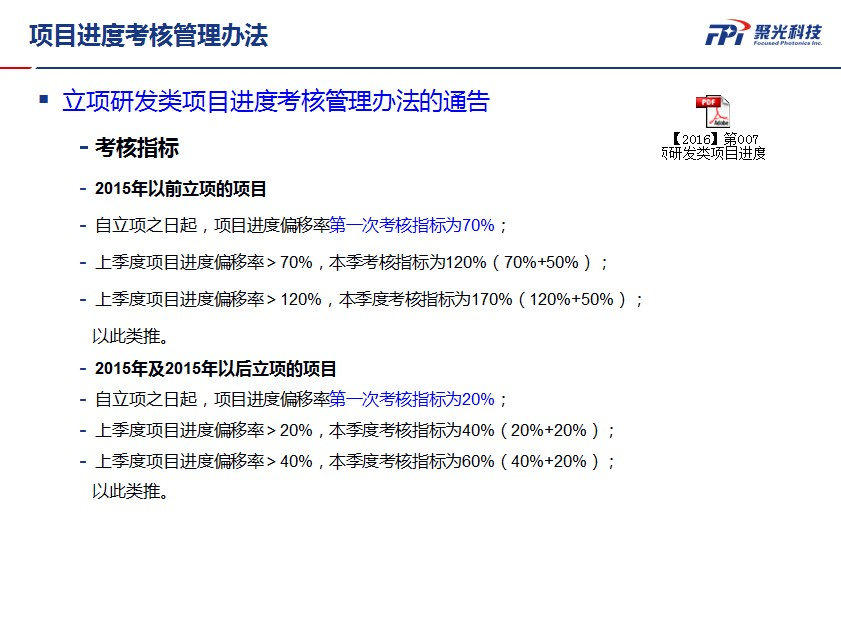 项目进度考核管理办法
FPI 聚光科技
Focused Photonics Inc.
▪ 立项研发类项目进度考核管理办法的通告
PDF
Adobe
【2016】第007
研发类项目进度
- 考核指标
- 2015年以前立项的项目
- 自立项之日起，项目进度偏移率第一次考核指标为70%；
- 上季度项目进度偏移率＞70%，本季考核指标为120%（70%+50%）；
- 上季度项目进度偏移率＞120%，本季度考核指标为170%（120%+50%）；
以此类推。
- 2015年及2015年以后立项的项目
- 自立项之日起，项目进度偏移率第一次考核指标为20%；
- 上季度项目进度偏移率＞20%，本季度考核指标为40%（20%+20%）；
- 上季度项目进度偏移率＞40%，本季度考核指标为60%（40%+20%）；
以此类推。